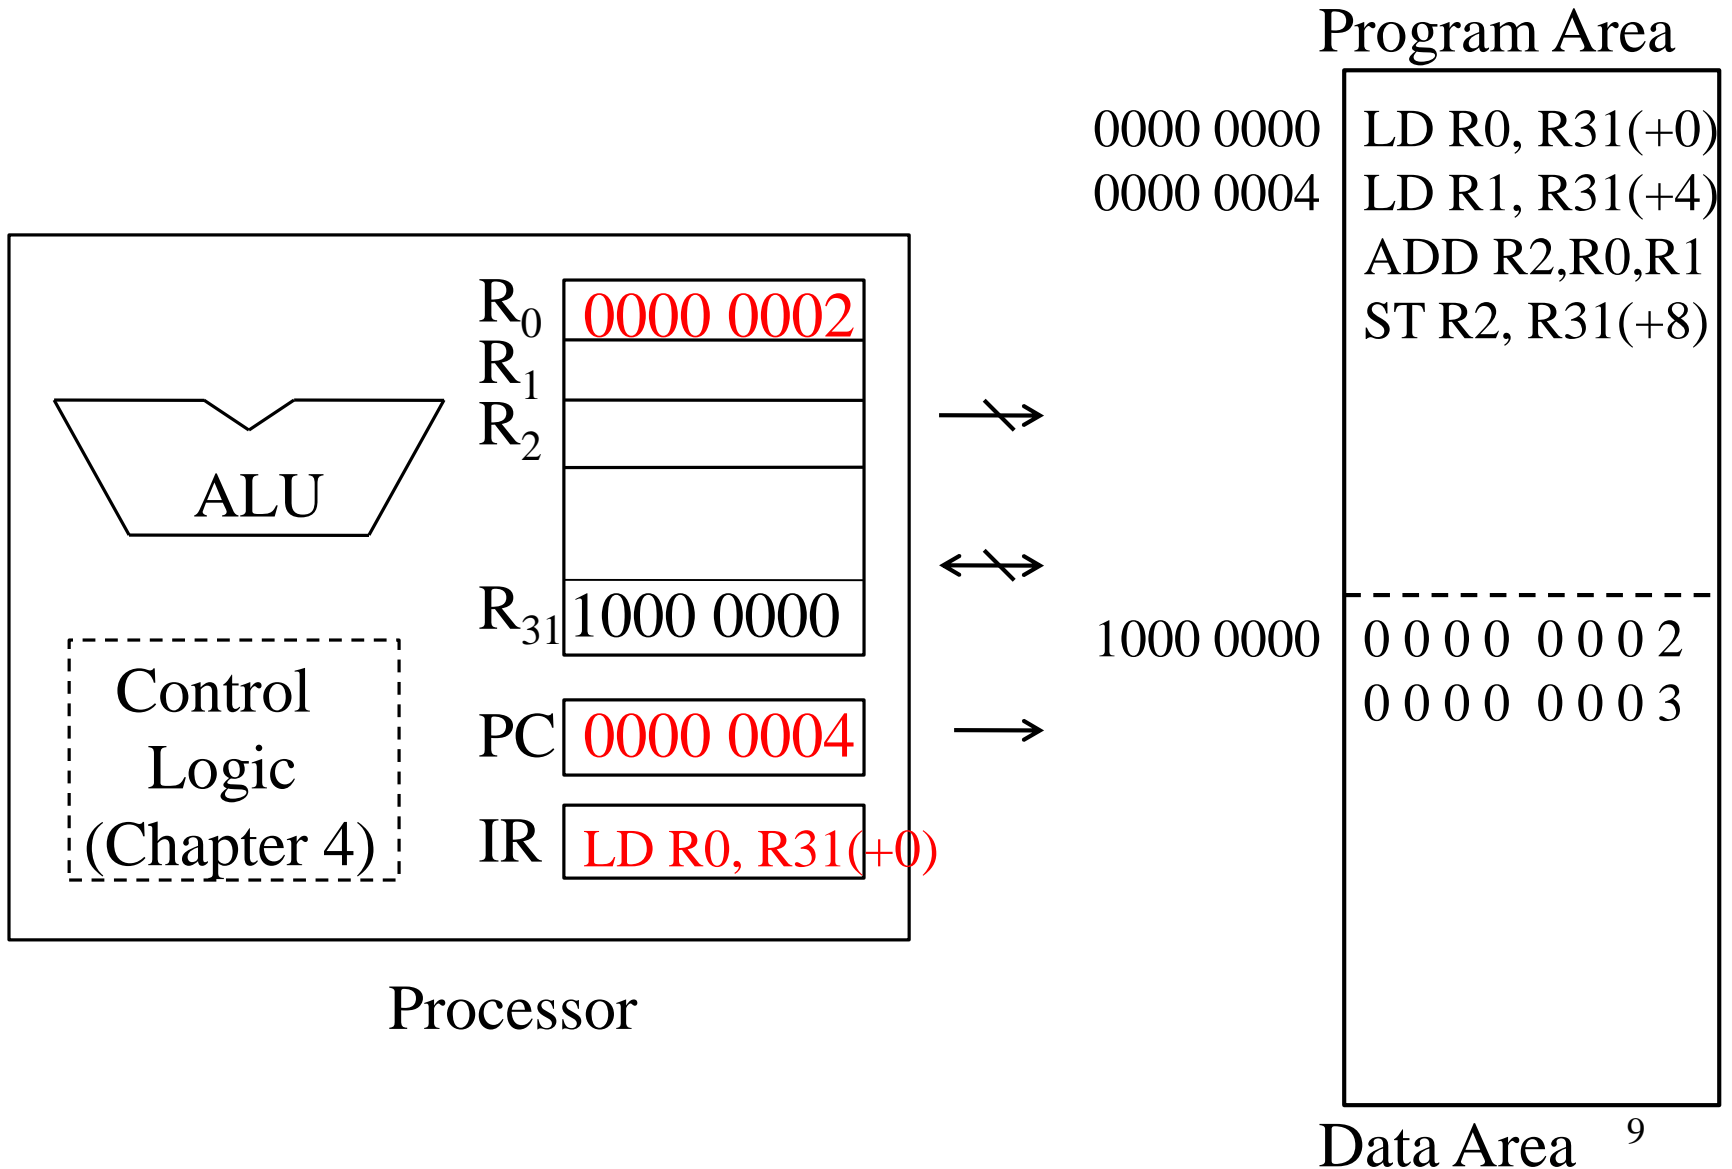 Program Area
0000 0000 LD R0, R31(+0)
0000 0004 LD R1, R31(+4)
ADD R2,R0,R1
ST R2, R31(+8)
R0 0000 0002
R1
R2
ALU
R31 1000 0000
1000 0000 0 0 0 0 0 0 0 2
0 0 0 0 0 0 0 3
Control
Logic
(Chapter 4)
PC 0000 0004
IR LD R0, R31(+0)
Processor
Data Area 9